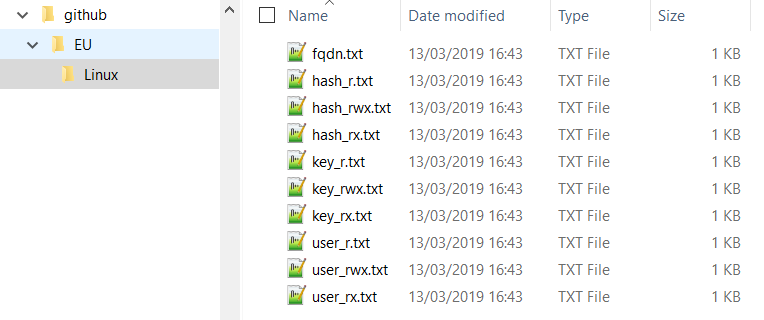 github
EU
Linux
Name Date modified Type Size
fqdn.txt 13/03/2019 16:43 TXT File 1 KB
hash_r.txt 13/03/2019 16:43 TXT File 1 KB
hash_rwx.txt 13/03/2019 16:43 TXT File 1 KB
hash_rx.txt 13/03/2019 16:43 TXT File 1 KB
key_r.txt 13/03/2019 16:43 TXT File 1 KB
key_rwx.txt 13/03/2019 16:43 TXT File 1 KB
key_rx.txt 13/03/2019 16:43 TXT File 1 KB
user_r.txt 13/03/2019 16:43 TXT File 1 KB
user_rwx.txt 13/03/2019 16:43 TXT File 1 KB
user_rx.txt 13/03/2019 16:43 TXT File 1 KB